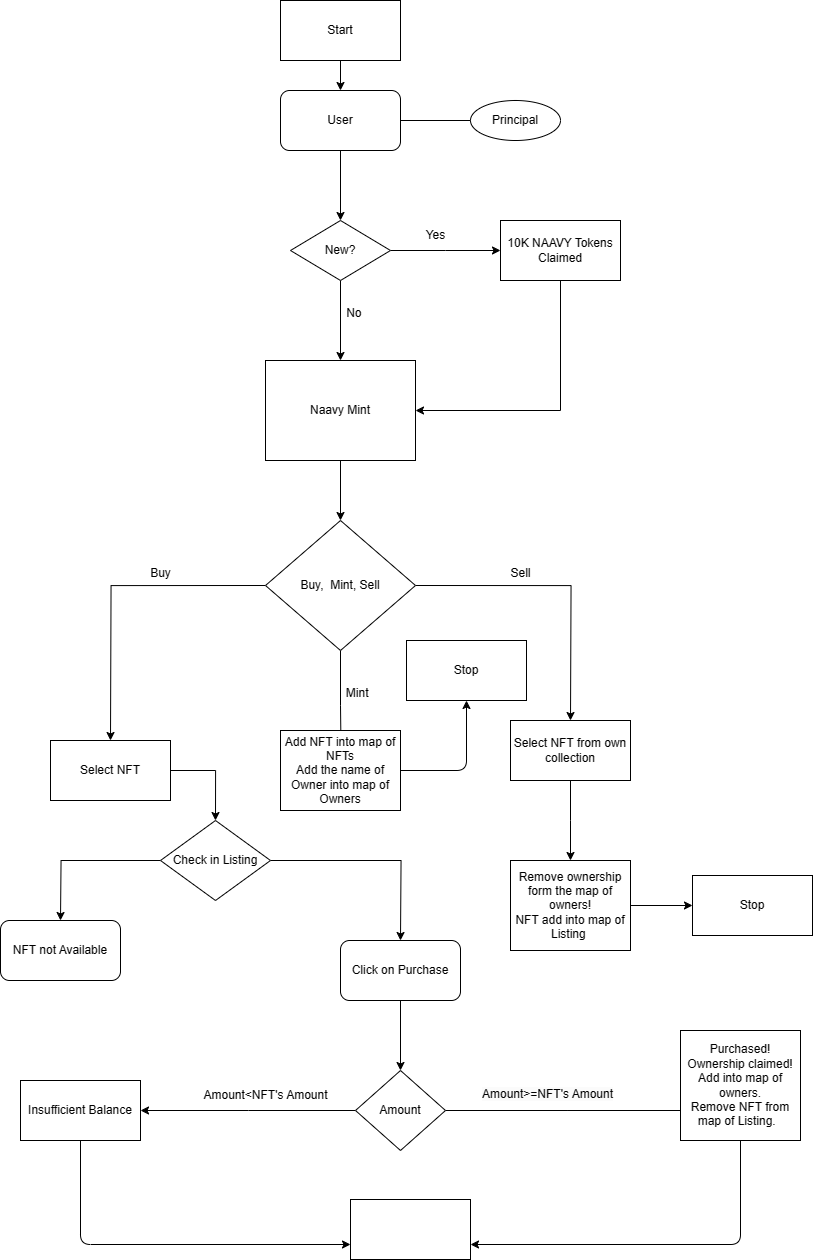 Start
User
Principal
New?
Yes
10K NAAVY Tokens
Claimed
No
Naavy Mint
Buy
Buy,  Mint, Sell
Sell
Mint
Stop
Add NFT into map of
NFTs
Add the name of
Owner into map of
Owners
Select NFT from own
collection
Select NFT
Check in Listing
Remove ownership
form the map of
owners!
NFT add into map of
Listing
Stop
NFT not Available
Click on Purchase
Purchased!
Ownership claimed!
Add into map of
owners.
Remove NFT from
map of Listing.
Amount<NFT's Amount
Amount>=NFT's Amount
Insufficient Balance
Amount